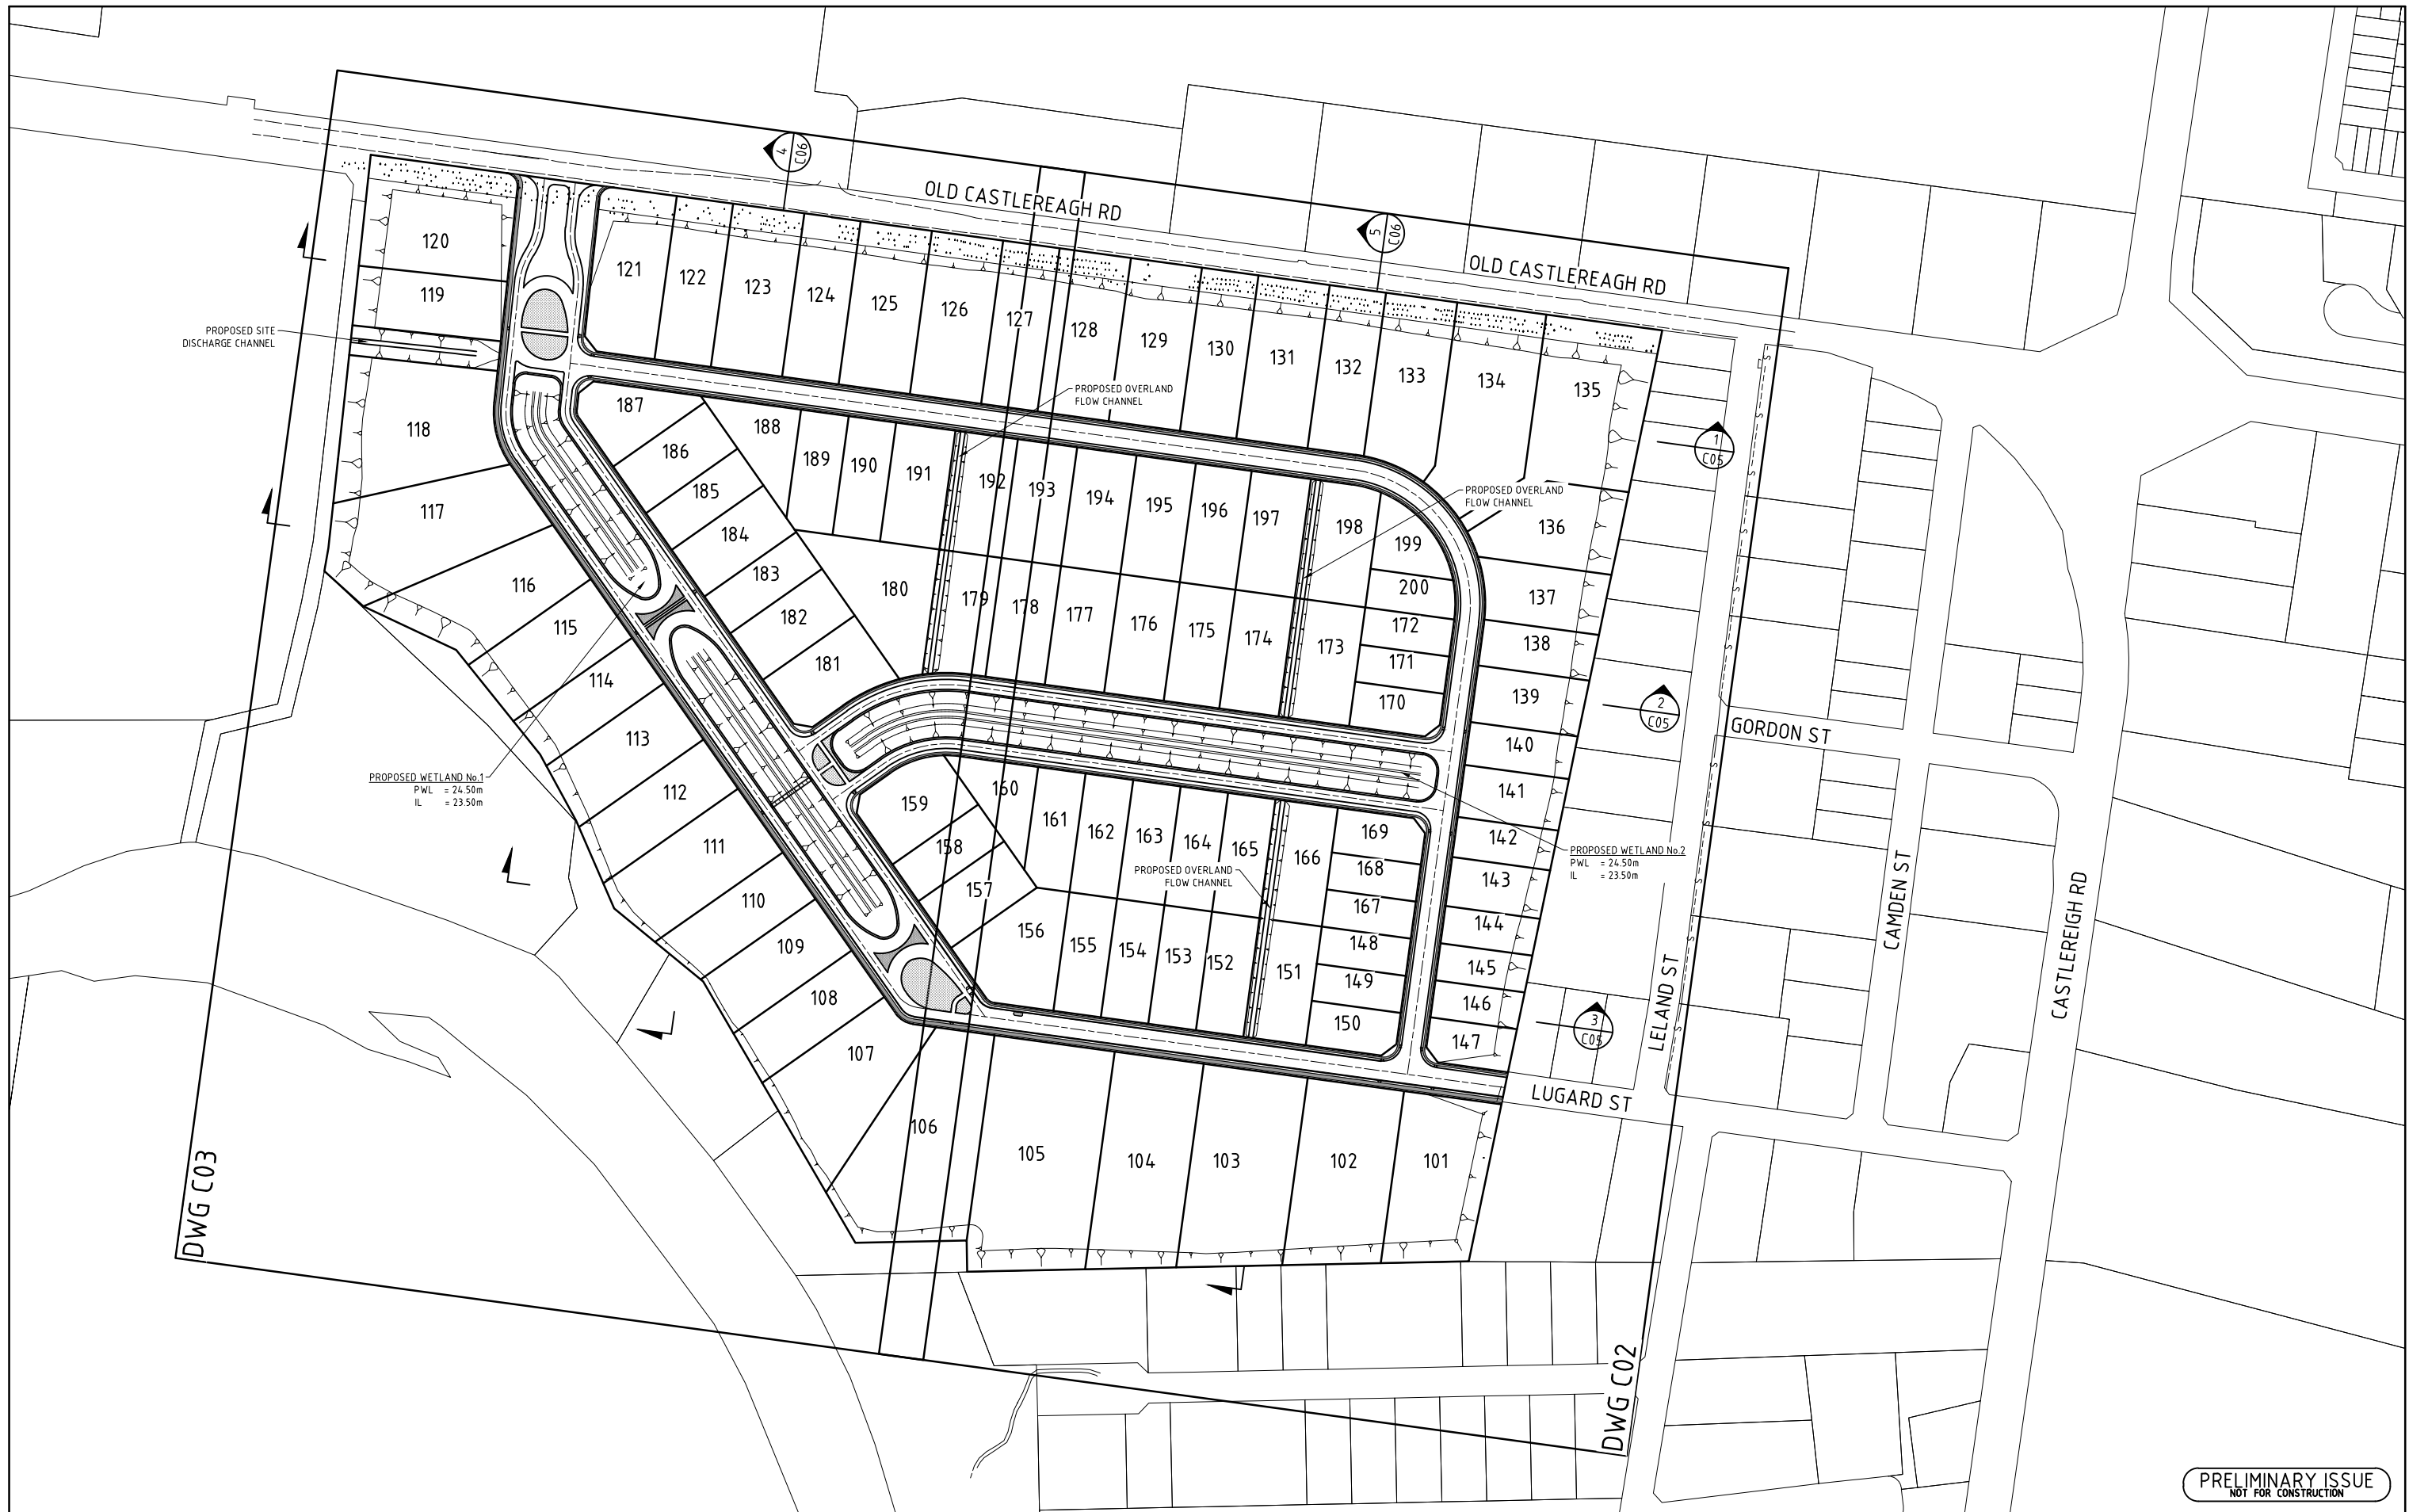 4
C06
OLD CASTLEREAGH RD
5
C06
OLD CASTLEREAGH RD
120
119
PROPOSED SITE
DISCHARGE CHANNEL
121
122
123
124
125
126
127
128
129
130
131
132
133
134
135
PROPOSED OVERLAND
FLOW CHANNEL
118
117
187
186
185
184
183
182
181
188
189
190
191
192
193
194
195
196
197
198
199
200
PROPOSED OVERLAND
FLOW CHANNEL
1
C05
136
137
138
139
140
141
142
143
144
145
146
147
180
179
178
177
176
175
174
173
172
171
170
2
C05
GORDON ST
116
115
114
113
112
111
110
109
108
107
106
PROPOSED WETLAND No.1
PWL = 24.50m
IL = 23.50m
159
158
157
156
160
161
162
163
164
165
166
169
168
167
PROPOSED OVERLAND
FLOW CHANNEL
PROPOSED WETLAND No.2
PWL = 24.50m
IL = 23.50m
155
154
153
152
151
148
149
150
3
C05
LELAND ST
CAMDEN ST
CASTLEREIGH RD
LUGARD ST
105
104
103
102
101
S
S
S
S
S
S
S
S
S
S
S
DWG C03
DWG C02
PRELIMINARY ISSUE
NOT FOR CONSTRUCTION